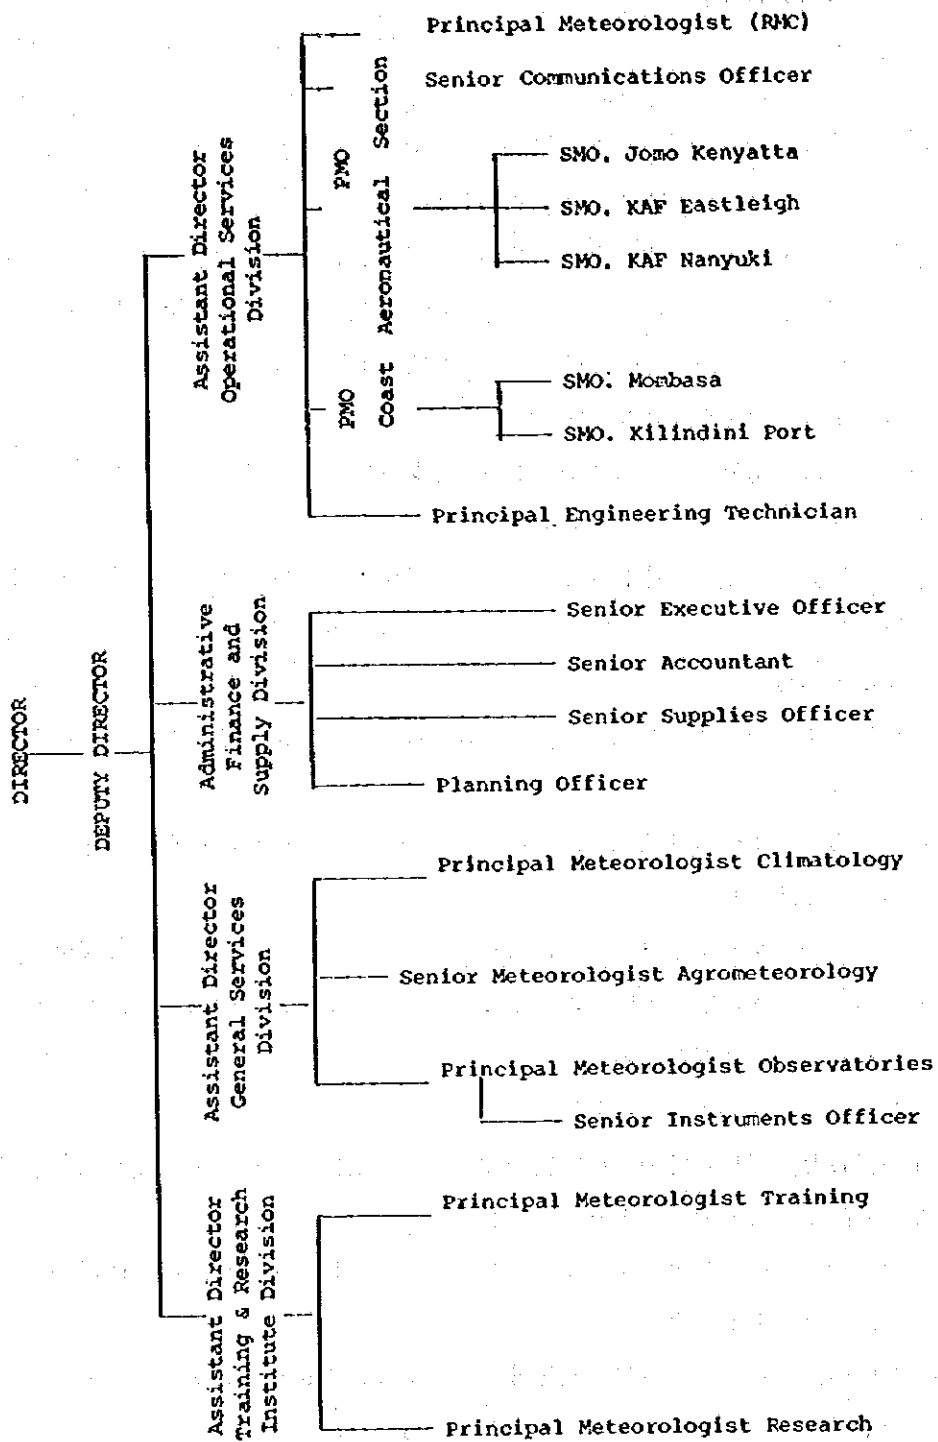 DIRECTOR
DEPUTY DIRECTOR
Assistant Director
Operational Services
Division
Principal Meteorologist (RMC)
Senior Communications Officer
PMO
Aeronautical Section
SMO. Jomo Kenyatta
SMO. KAF Eastleigh
SMO. KAF Nanyuki
PMO
Coast
SMO. Mombasa
SMO. Kilindini Port
Principal Engineering Technician
Administrative
Finance and
Supply Division
Senior Executive Officer
Senior Accountant
Senior Supplies Officer
Planning Officer
Assistant Director
General Services
Division
Principal Meteorologist Climatology
Senior Meteorologist Agrometeorology
Principal Meteorologist Observatories
Senior Instruments Officer
Assistant Director
Training & Research
Institute Division
Principal Meteorologist Training
Principal Meteorologist Research